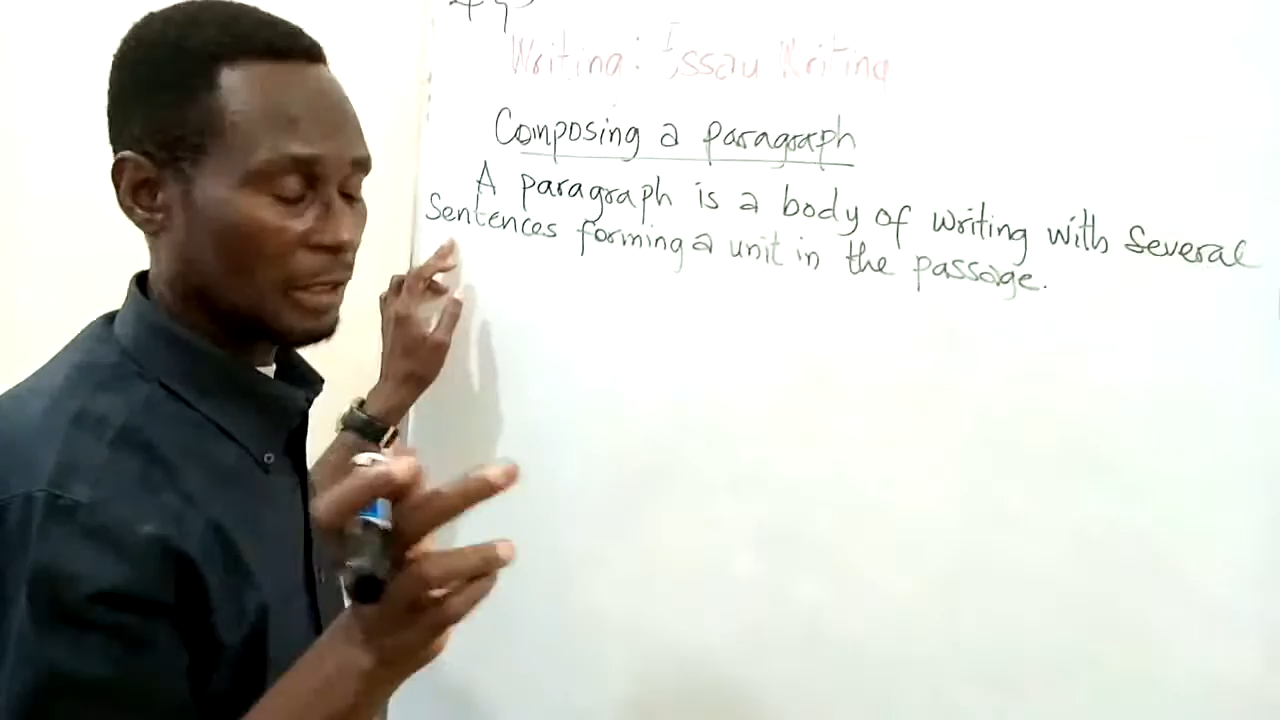 Writing: Essay Writing
Composing a paragraph
A paragraph is a body of writing with Several
Sentences forming a unit in the passage.